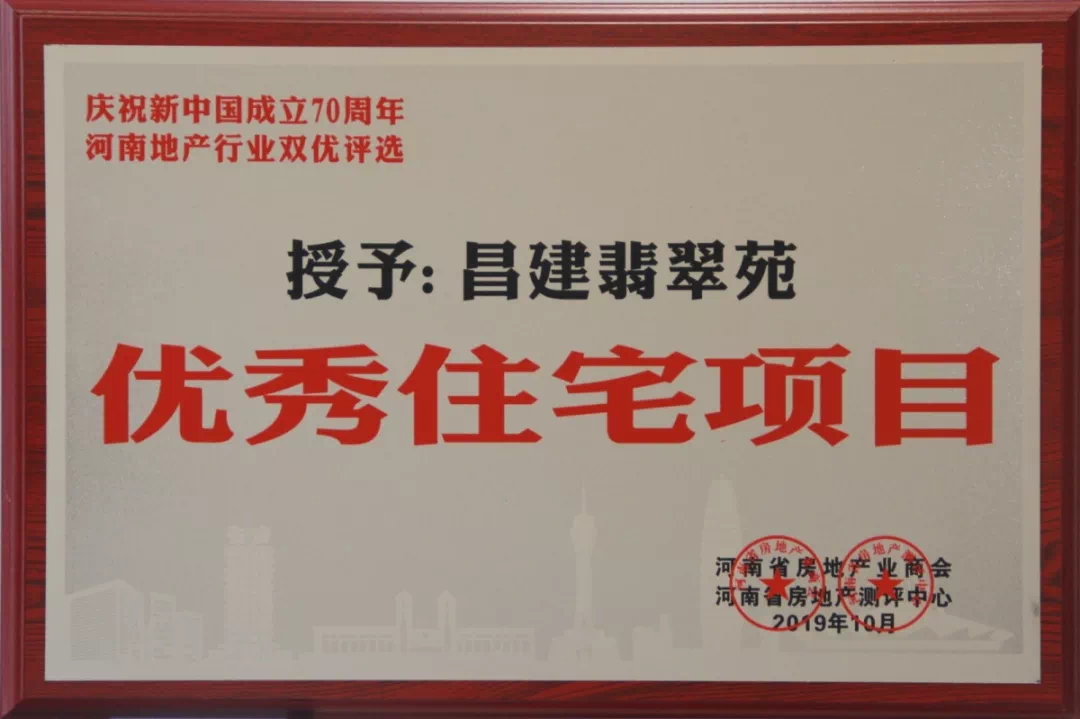 庆祝新中国成立70周年
河南地产行业双优评选
授予:昌建翡翠苑
优秀住宅项目
河南省房地产业商会
河南省房地产测评中心
2019年10月